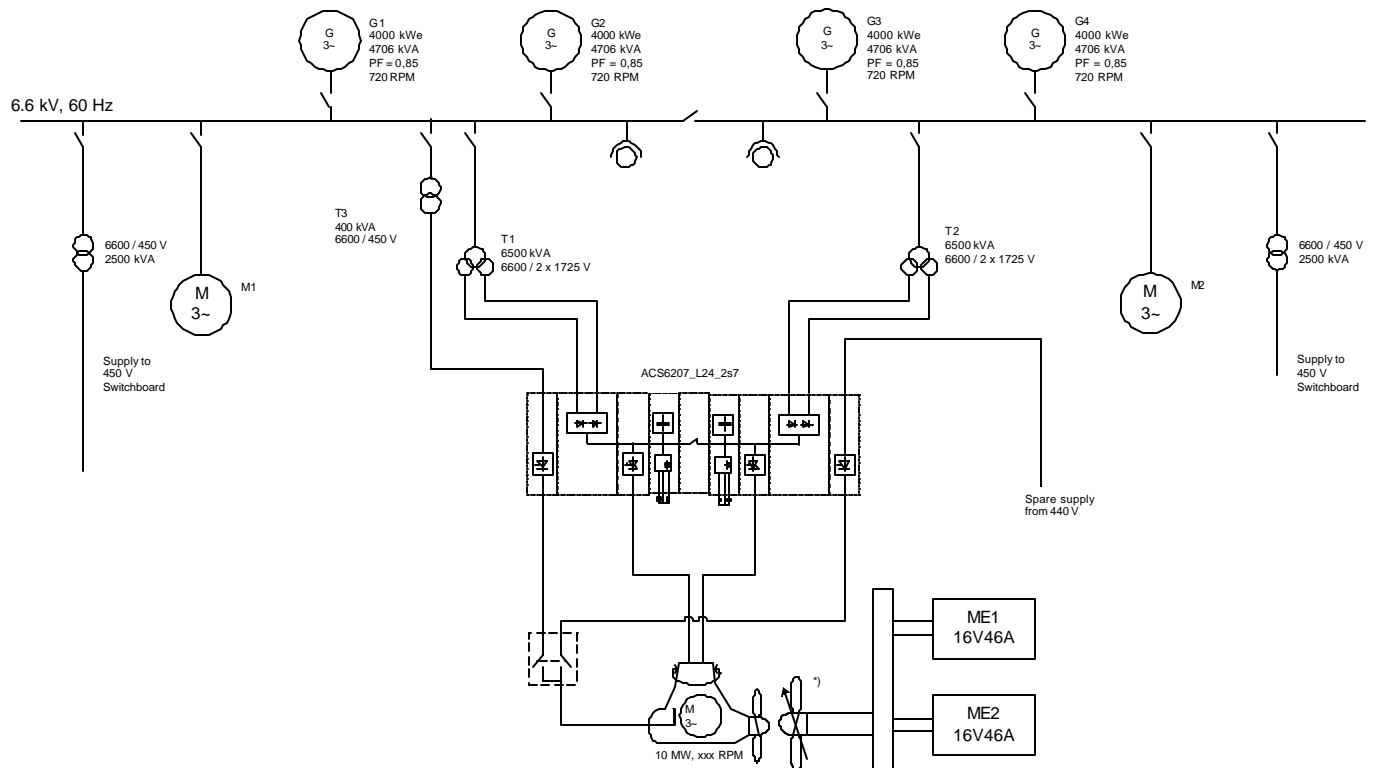 G1
4000 kWe
4706 kVA
PF = 0,85
720 RPM
G
3~
G2
4000 kWe
4706 kVA
PF = 0,85
720 RPM
G
3~
G3
4000 kWe
4706 kVA
PF = 0,85
720 RPM
G
3~
G4
4000 kWe
4706 kVA
PF = 0,85
720 RPM
G
3~
6.6 kV, 60 Hz
6600 / 450 V
2500 kVA
M
3~
M1
T3
400 kVA
6600 / 450 V
T1
6500 kVA
6600 / 2 x 1725 V
T2
6500 kVA
6600 / 2 x 1725 V
M
3~
M2
6600 / 450 V
2500 kVA
Supply to
450 V
Switchboard
ACS6207_L24_2s7
Supply to
450 V
Switchboard
Spare supply
from 440 V
M
3~
10 MW, xxx RPM
*)
ME1
16V46A
ME2
16V46A